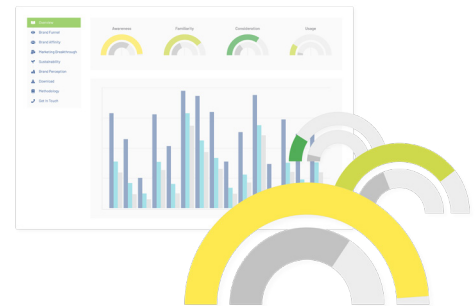 Overview
Brand Funnel
Brand Affinity
Marketing Breakthrough
Sustainability
Brand Perception
Download
Methodology
Get in Touch
Awareness
Familiarity
Consideration
Usage